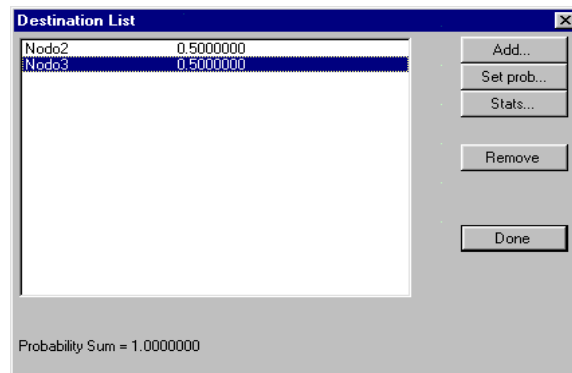 Destination List
Nodo2 0.5000000
Nodo3 0.5000000
Add...
Set prob...
Stats...
Remove
Done
Probability Sum = 1.0000000